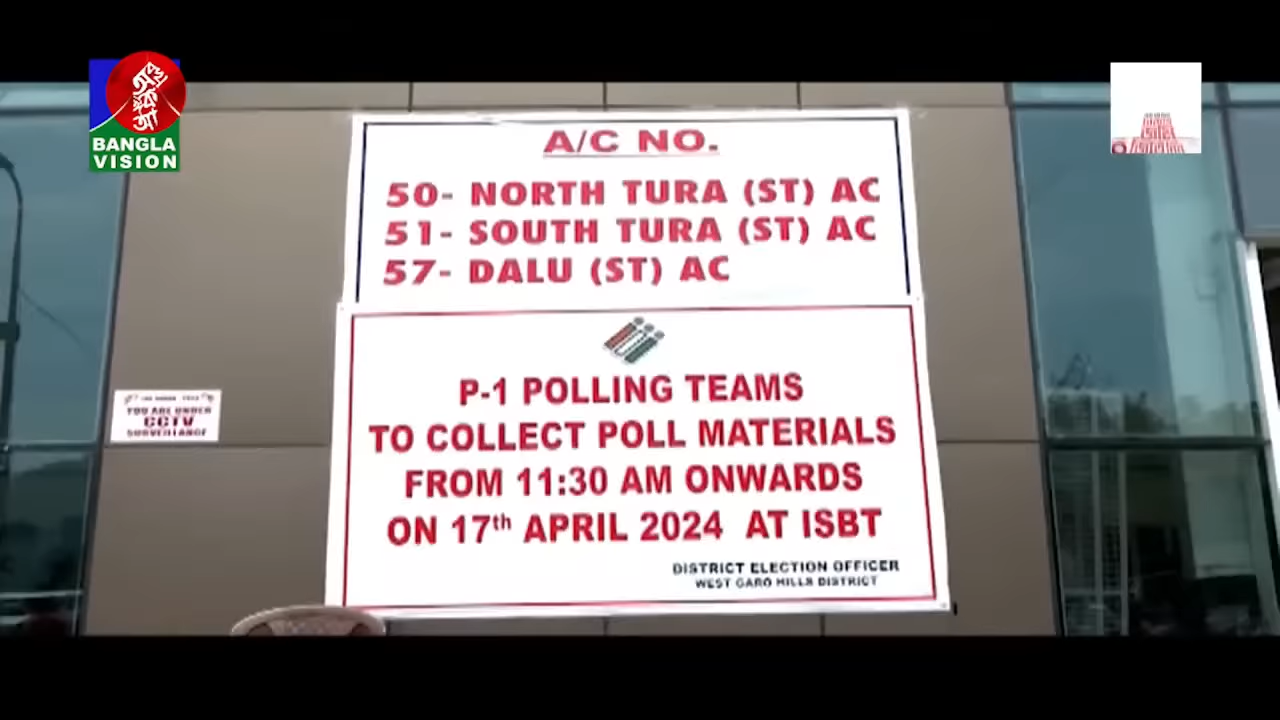 BANGLA
VISION
A/C NO.
50- NORTH TURA (ST) AC
51- SOUTH TURA (ST) AC
57- DALU (ST) AC
P-1 POLLING TEAMS
TO COLLECT POLL MATERIALS
FROM 11:30 AM ONWARDS
ON 17th APRIL 2024 AT ISBT
DISTRICT ELECTION OFFICER
WEST GARO HILLS DISTRICT
YOU ARE UNDER
CCTV
SURVEILLANCE